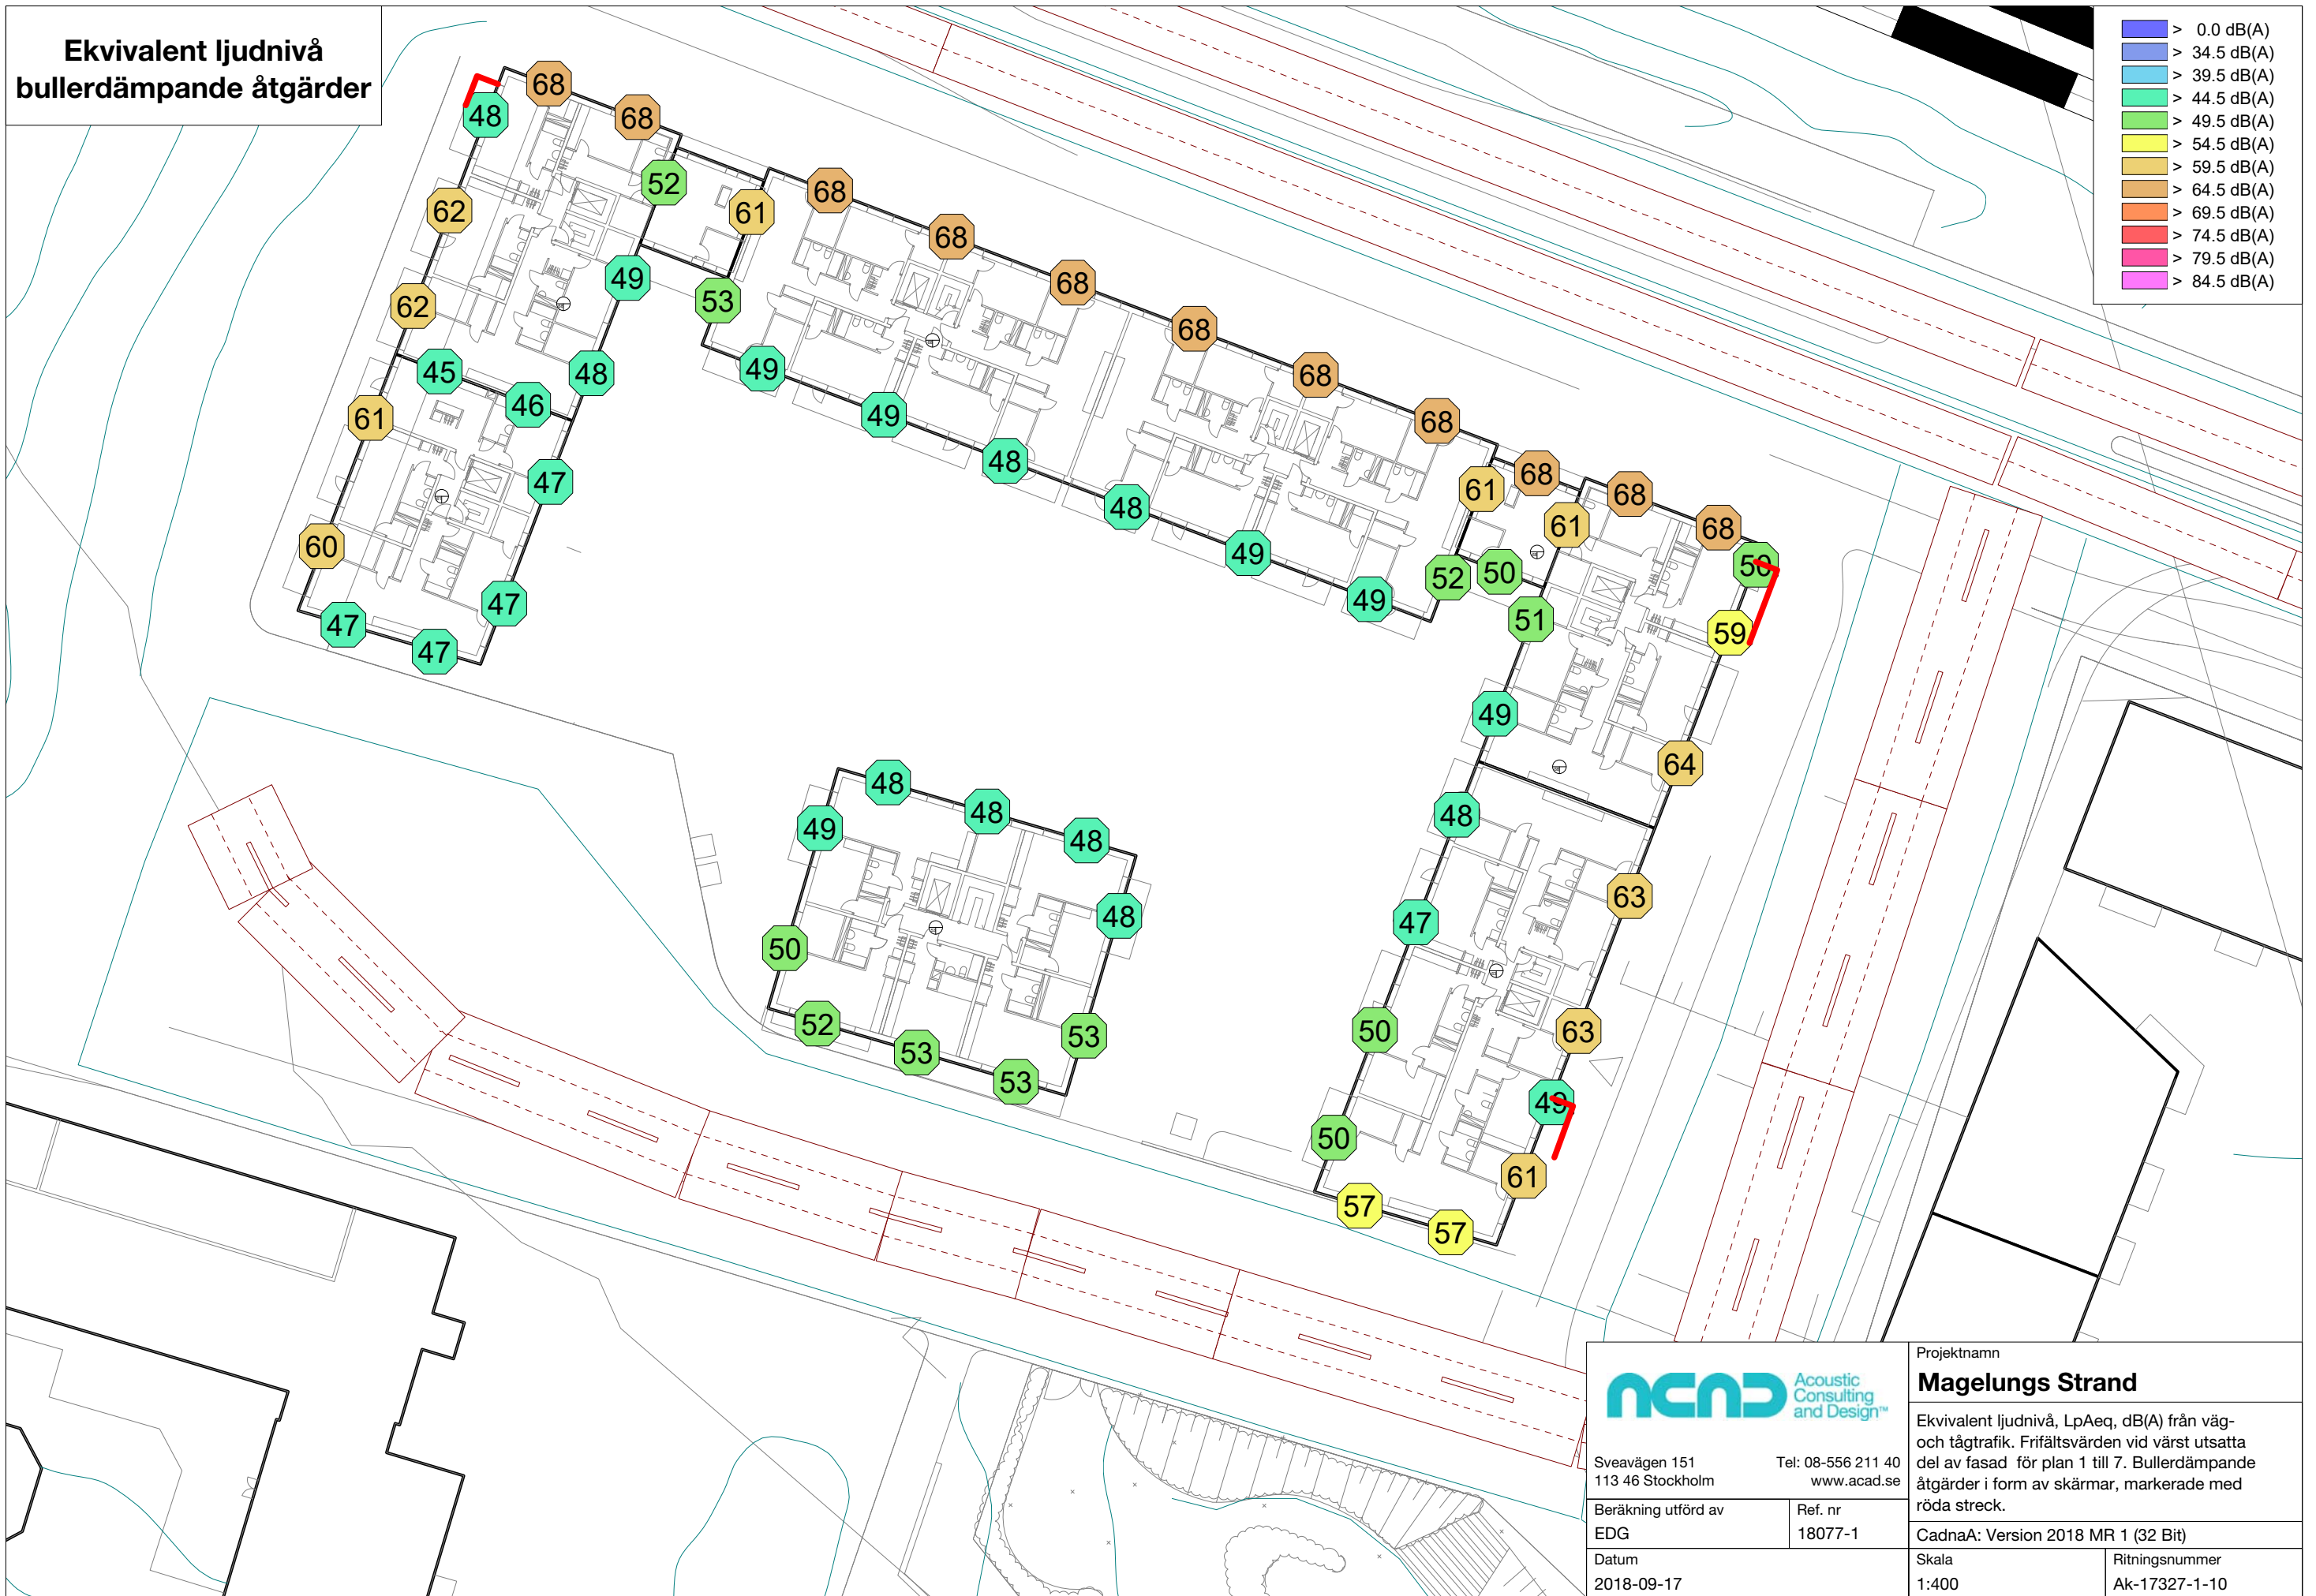 Ekvivalent ljudnivå
bullerdämpande åtgärder
> 0.0 dB(A)
> 34.5 dB(A)
> 39.5 dB(A)
> 44.5 dB(A)
> 49.5 dB(A)
> 54.5 dB(A)
> 59.5 dB(A)
> 64.5 dB(A)
> 69.5 dB(A)
> 74.5 dB(A)
> 79.5 dB(A)
> 84.5 dB(A)
68
48
68
52
68
61
62
68
49
68
53
62
68
45
49
48
68
46
49
68
61
48
68
47
61
68
48
68
61
60
49
68
50
52
50
49
47
51
47
59
47
49
64
48
48
48
49
48
63
48
47
50
52
50
63
53
53
53
49
50
61
57
57
acad
Acoustic
Consulting
and Design™
Sveavägen 151 Tel: 08-556 211 40
113 46 Stockholm www.acad.se
Beräkning utförd av
EDG
Ref. nr
18077-1
Datum
2018-09-17
Projektnamn
Magelungs Strand
Ekvivalent ljudnivå, LpAeq, dB(A) från väg-
och tågtrafik. Frifältsvärden vid värst utsatta
del av fasad för plan 1 till 7. Bullerdämpande
åtgärder i form av skärmar, markerade med
röda streck.
CadnaA: Version 2018 MR 1 (32 Bit)
Skala
1:400
Ritningsnummer
Ak-17327-1-10